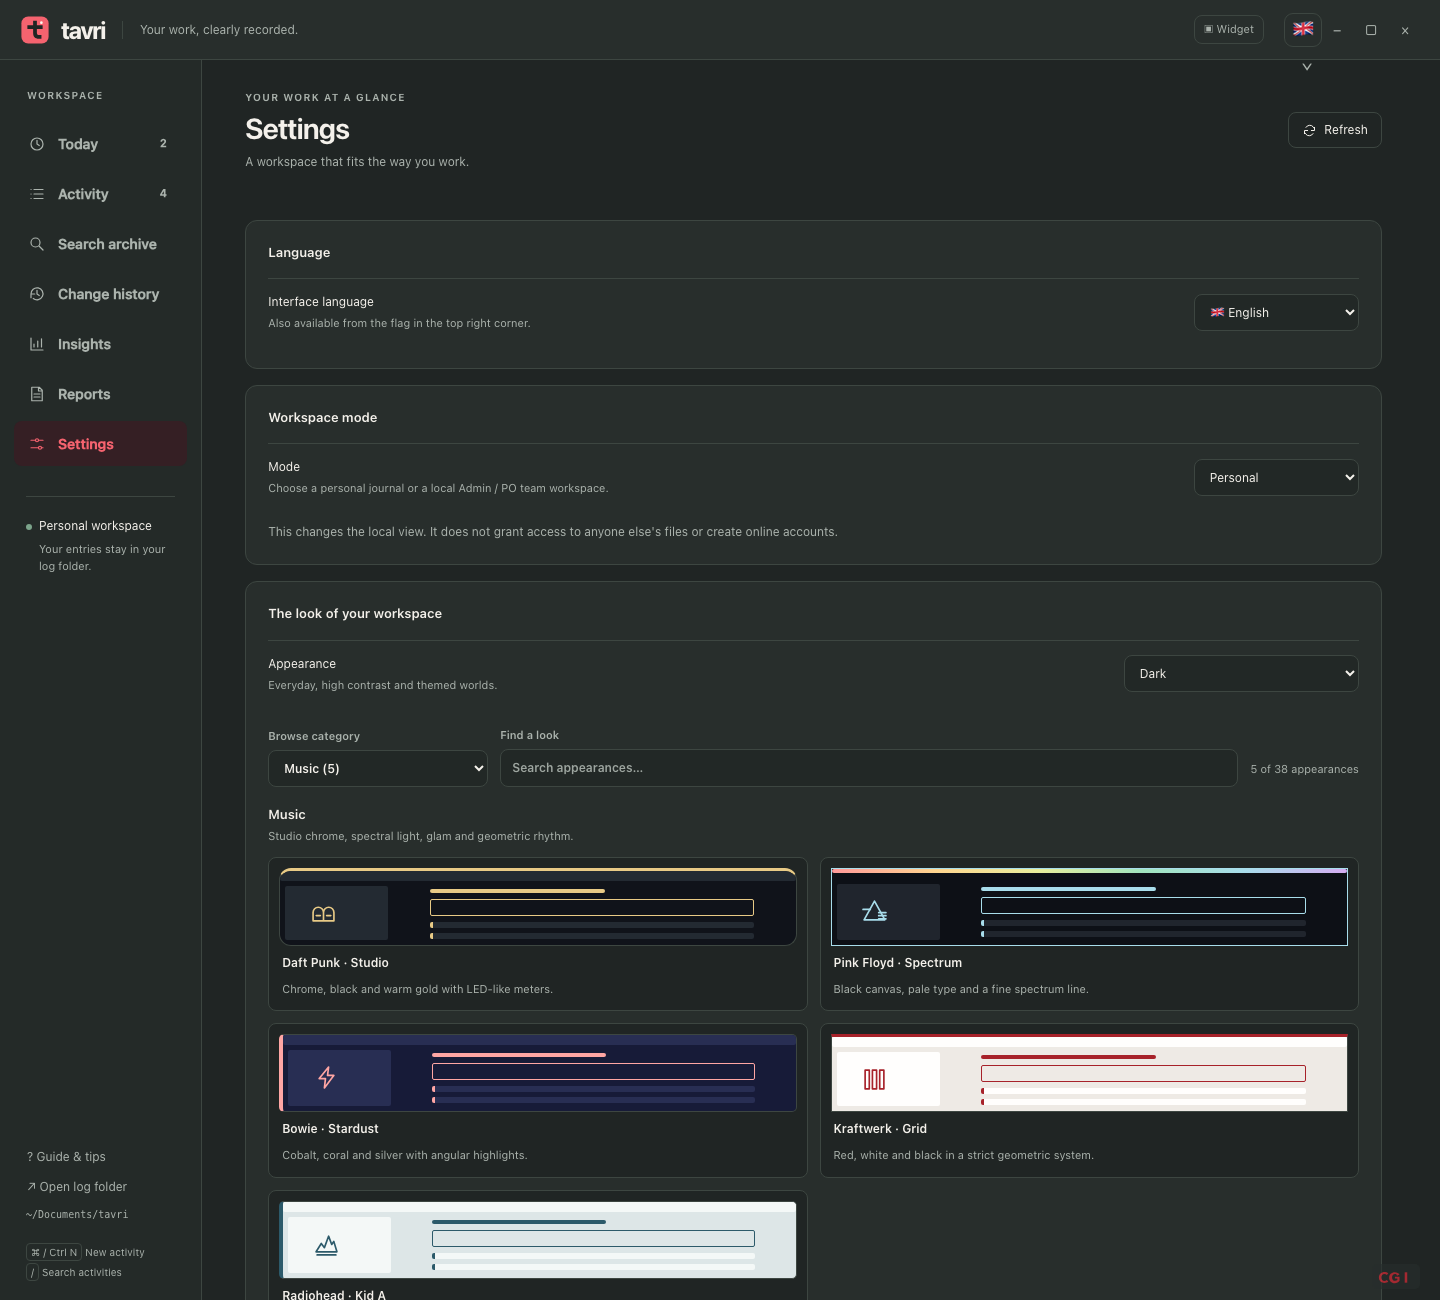 tavri
Your work, clearly recorded.
Widget
WORKSPACE
Today 2
Activity 4
Search archive
Change history
Insights
Reports
Settings
Personal workspace
Your entries stay in your
log folder.
? Guide & tips
↗ Open log folder
~/Documents/tavri
⌘ / Ctrl N New activity
/ Search activities
YOUR WORK AT A GLANCE
Settings
A workspace that fits the way you work.
Refresh
Language
Interface language
Also available from the flag in the top right corner.
🇬🇧 English
Workspace mode
Mode
Choose a personal journal or a local Admin / PO team workspace.
Personal
This changes the local view. It does not grant access to anyone else's files or create online accounts.
The look of your workspace
Appearance
Everyday, high contrast and themed worlds.
Dark
Browse category
Music (5)
Find a look
Search appearances...
5 of 38 appearances
Music
Studio chrome, spectral light, glam and geometric rhythm.
Daft Punk · Studio
Chrome, black and warm gold with LED-like meters.
Pink Floyd · Spectrum
Black canvas, pale type and a fine spectrum line.
Bowie · Stardust
Cobalt, coral and silver with angular highlights.
Kraftwerk · Grid
Red, white and black in a strict geometric system.
Radiohead · Kid A
CGI